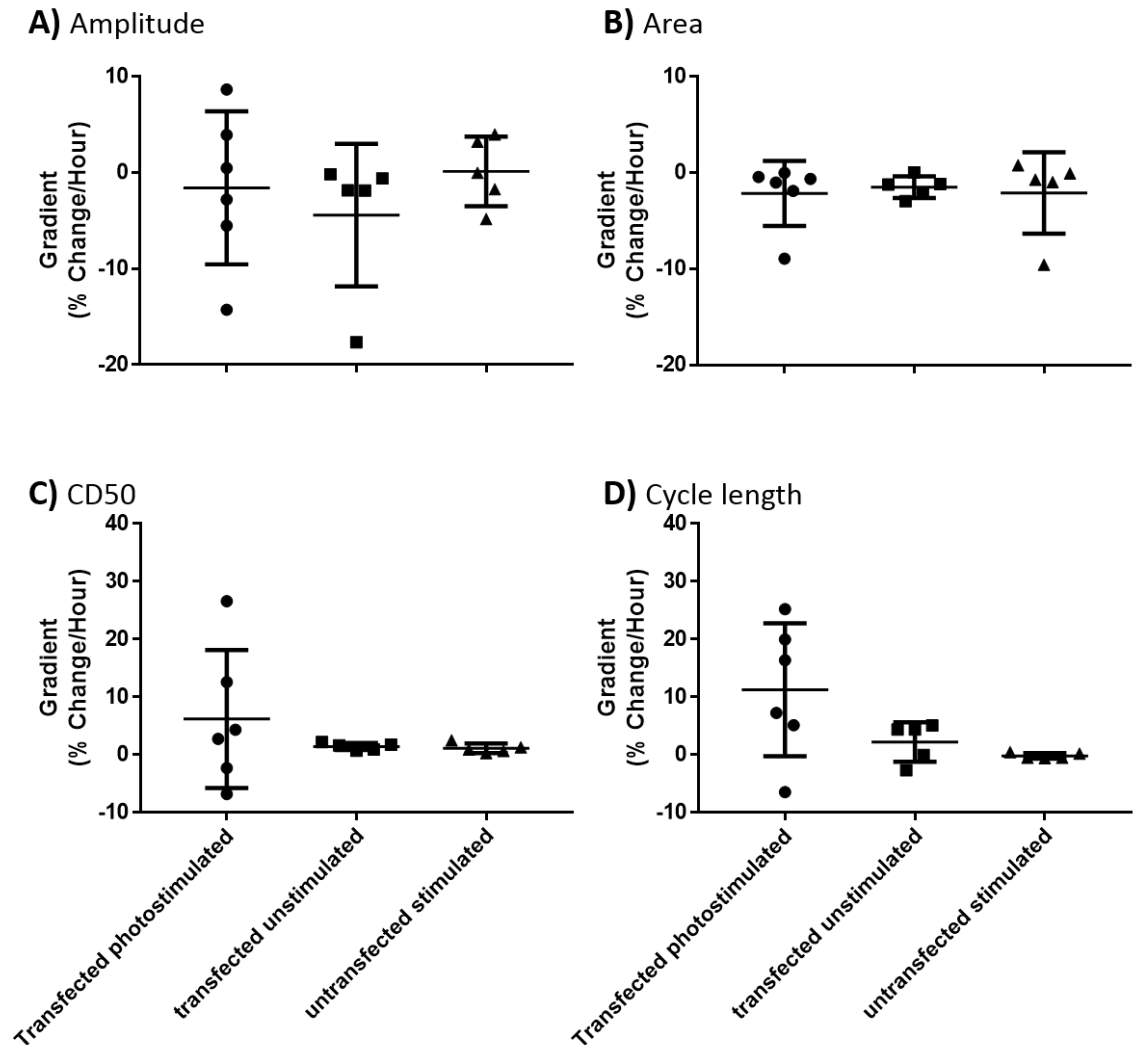 A) Amplitude
B) Area
Gradient
(% Change/Hour)
10
0
-10
-20
Gradient
(% Change/Hour)
10
0
-10
-20
C) CD50
D) Cycle length
Gradient
(% Change/Hour)
40
30
20
10
0
-10
Gradient
(% Change/Hour)
40
30
20
10
0
-10
Transfected photostimulated
transfected unstimulated
untransfected stimulated
Transfected photostimulated
transfected unstimulated
untransfected stimulated